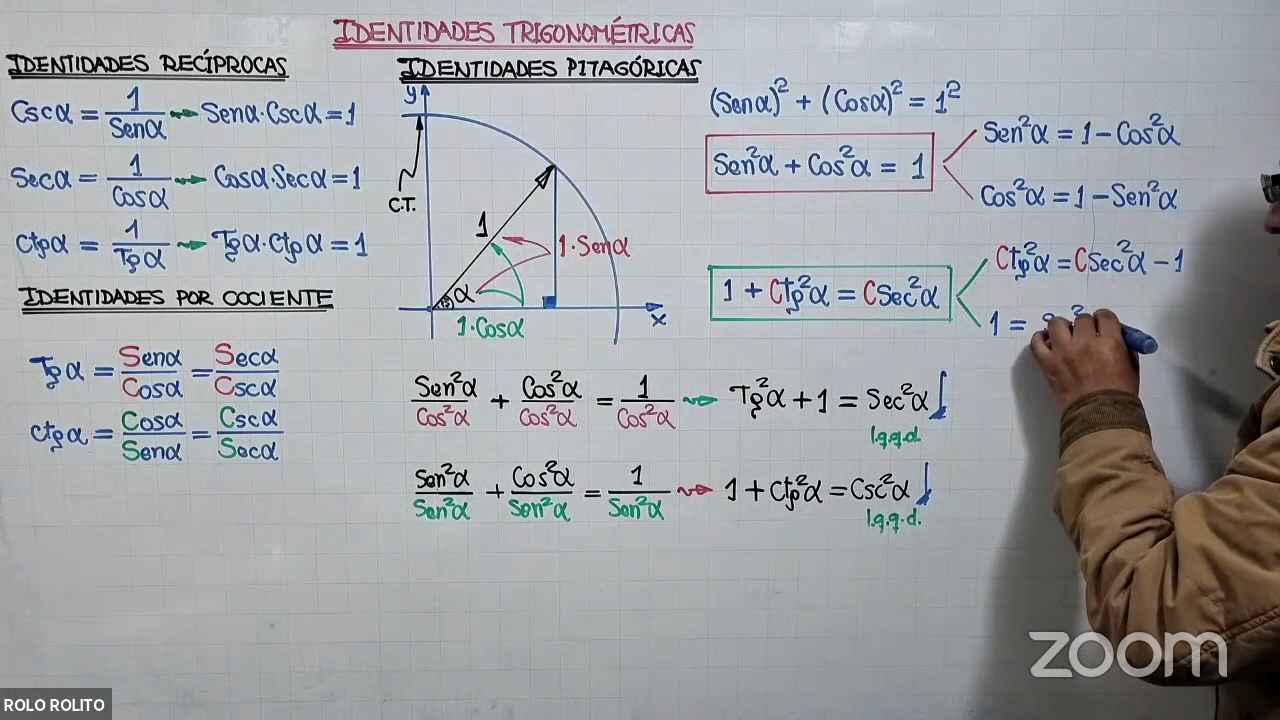 IDENTIDADES TRIGONOMÉTRICAS
IDENTIDADES RECÍPROCAS
Cscα = 1/Senα → Senα·Cscα = 1
Secα = 1/Cosα → Cosα·Secα = 1
Ctgα = 1/Tgα → Tgα·Ctgα = 1
IDENTIDADES POR COCIENTE
Tgα = Senα/Cosα = Secα/Cscα
Ctgα = Cosα/Senα = Cscα/Secα
IDENTIDADES PITAGÓRICAS
y
C.T.
1
1·Senα
α
1·Cosα
x
(Senα)² + (Cosα)² = 1²
Sen²α + Cos²α = 1
Sen²α = 1 - Cos²α
Cos²α = 1 - Sen²α
1 + Ctg²α = CSec²α
Ctg²α = CSec²α - 1
1 =
Sen²α/Cos²α + Cos²α/Cos²α = 1/Cos²α → Tg²α + 1 = Sec²α
l.q.q.d.
Sen²α/Sen²α + Cos²α/Sen²α = 1/Sen²α → 1 + Ctg²α = Csc²α
l.q.q.d.
zoom
ROLO ROLITO